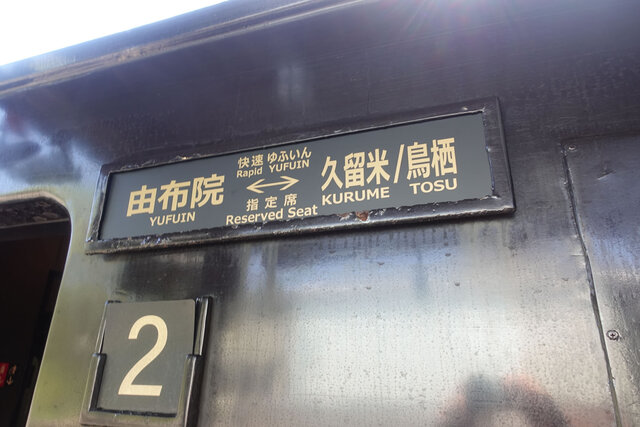 由布院
YUFUIN
快速 ゆふいん
Rapid YUFUIN
指定席
Reserved Seat
久留米/鳥栖
KURUME TOSU
2